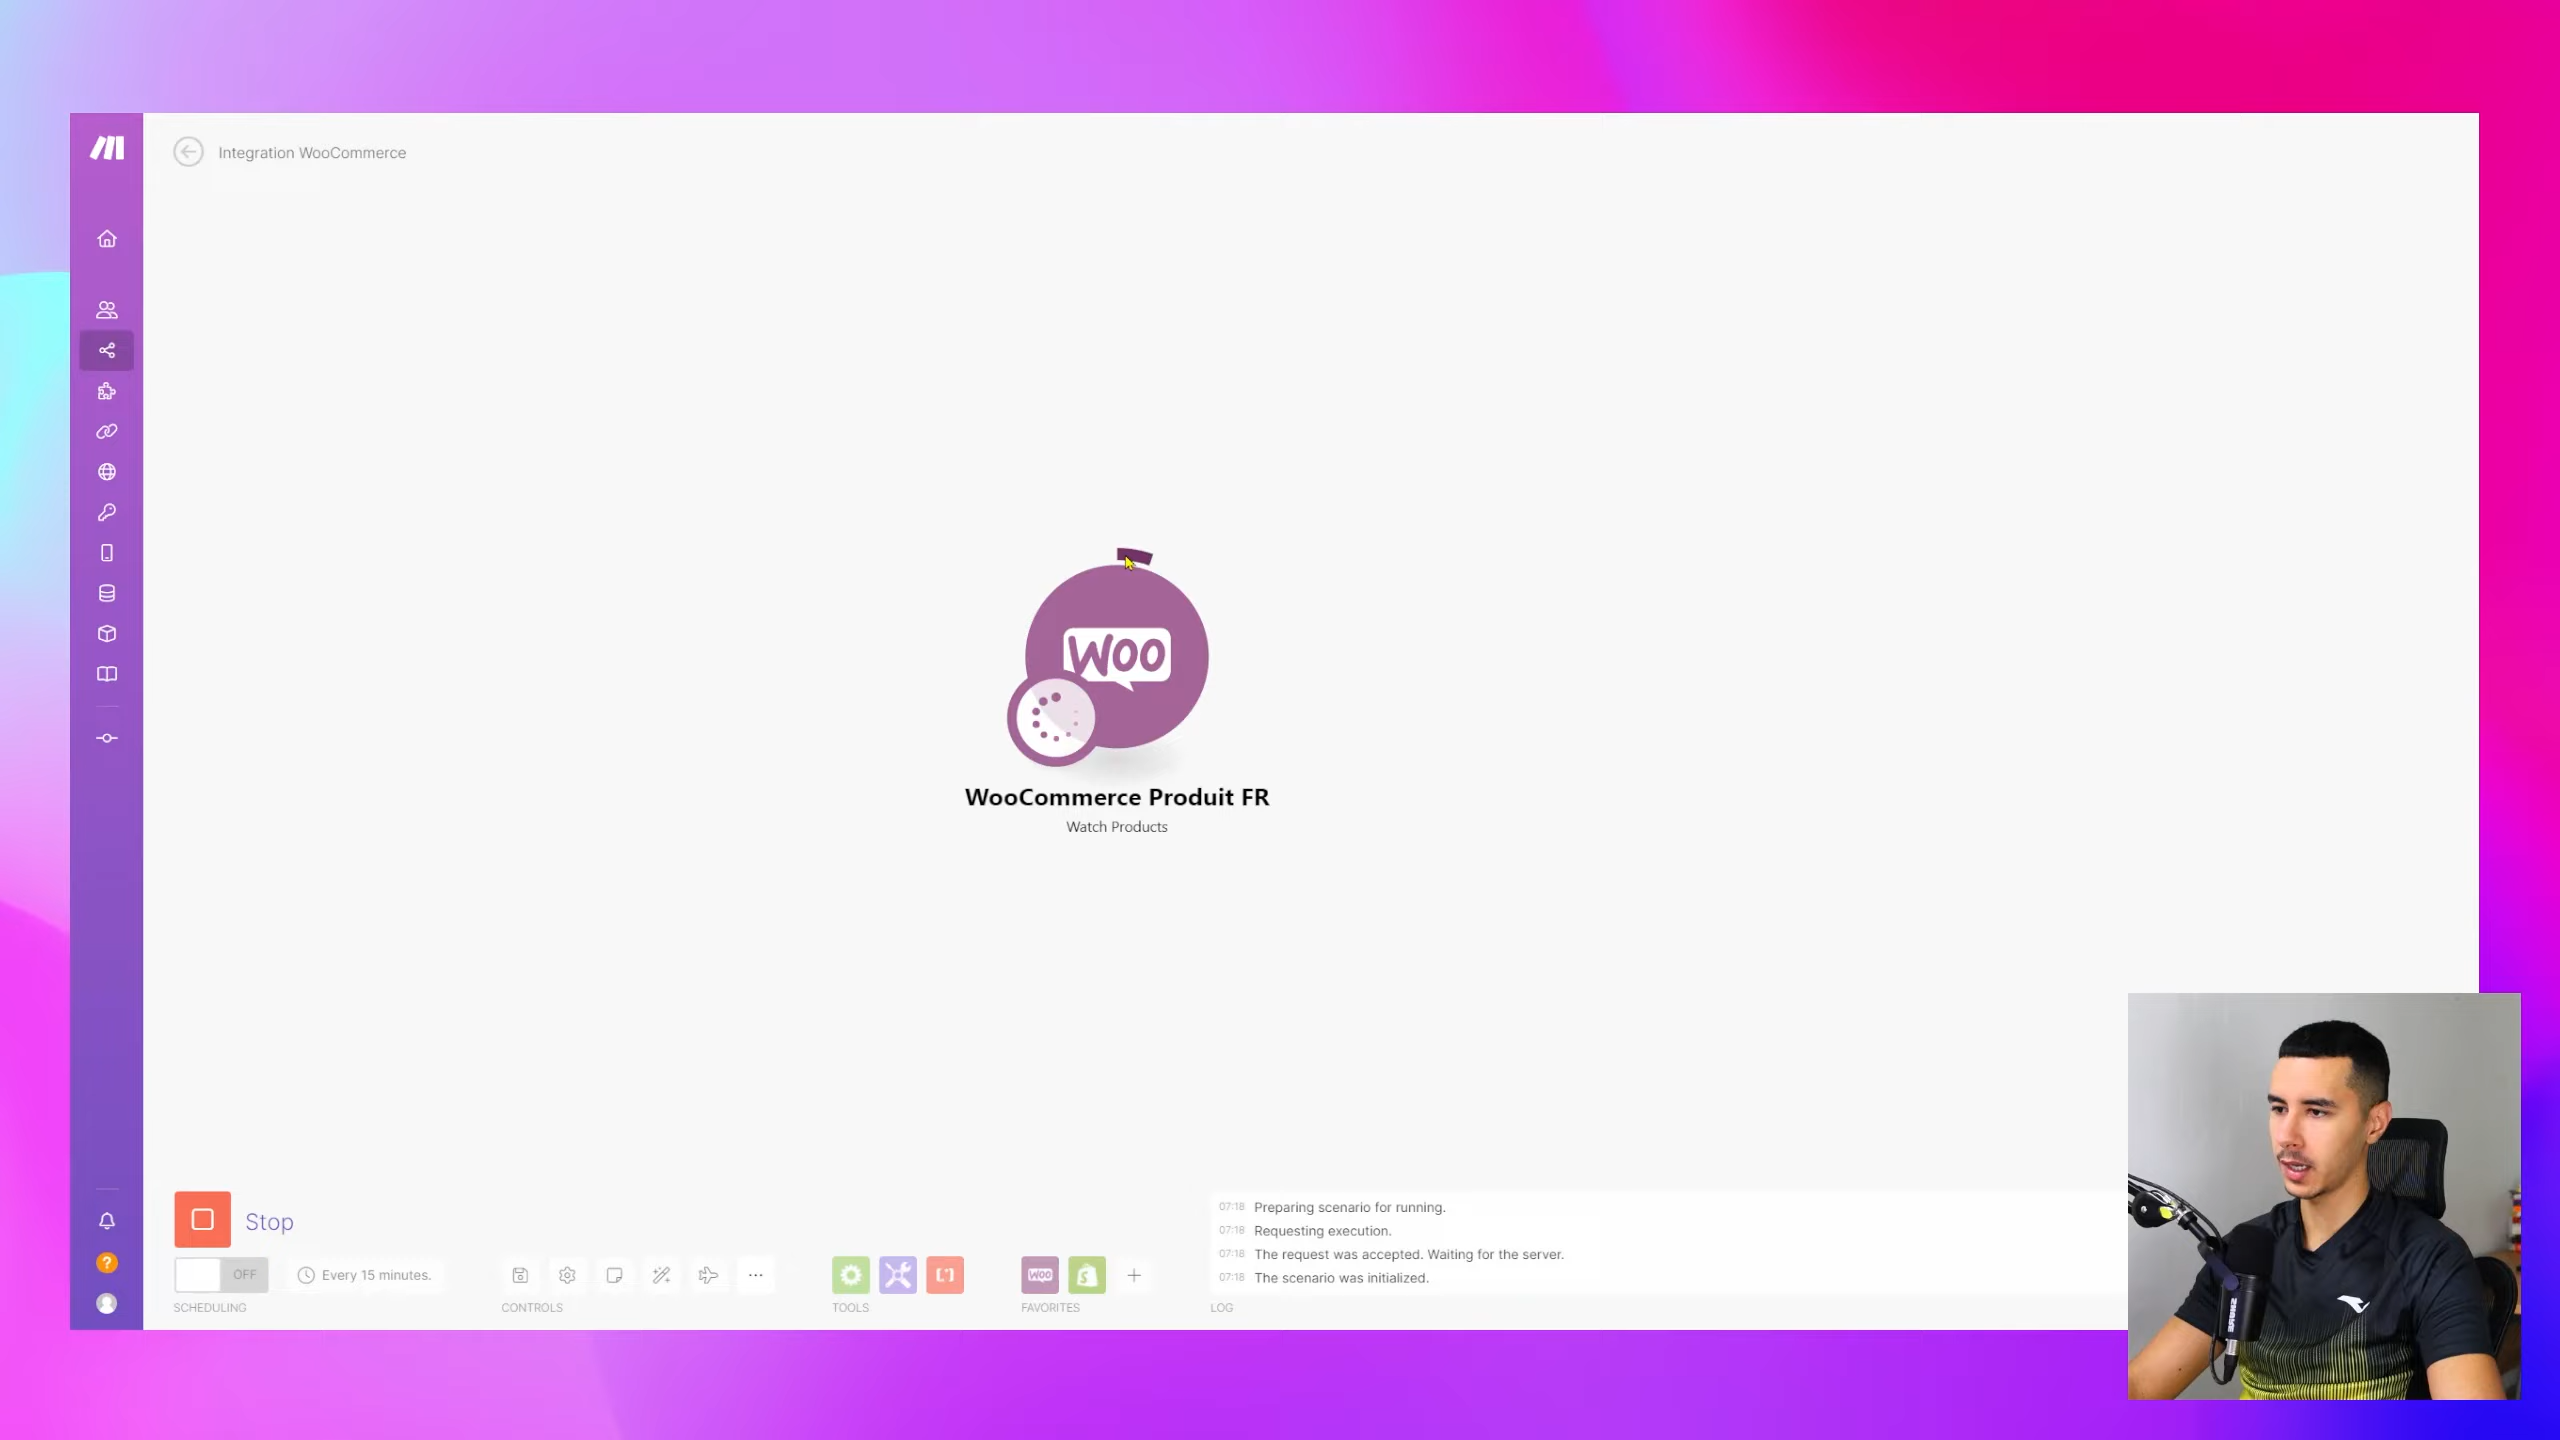 Integration WooCommerce
Woo
WooCommerce Produit FR
Watch Products
Stop
07:18 Preparing scenario for running.
07:18 Requesting execution.
07:18 The request was accepted. Waiting for the server.
07:18 The scenario was initialized.
OFF
Every 15 minutes.
WOO
SCHEDULING
CONTROLS
TOOLS
FAVORITES
LOG
SHURE